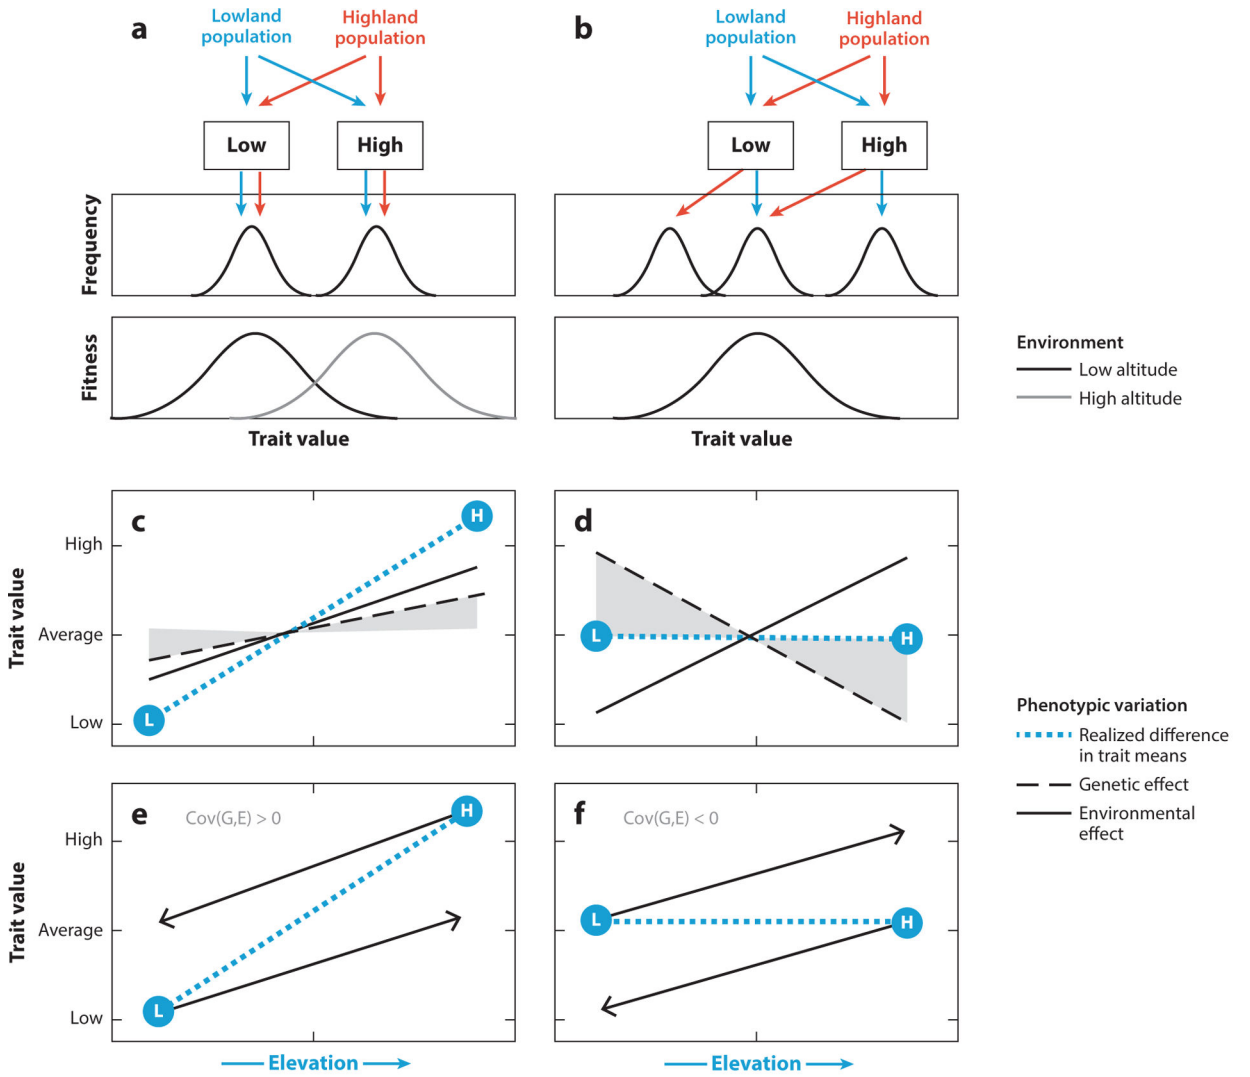 a
Lowland
population
Highland
population
Low
High
Frequency
Fitness
Trait value
b
Lowland
population
Highland
population
Low
High
Trait value
Environment
Low altitude
High altitude
c
High
Average
Low
Trait value
L
H
d
L
H
Phenotypic variation
Realized difference
in trait means
Genetic effect
Environmental
effect
e
Cov(G,E) > 0
High
Average
Low
Trait value
L
H
Elevation
f
Cov(G,E) < 0
L
H
Elevation